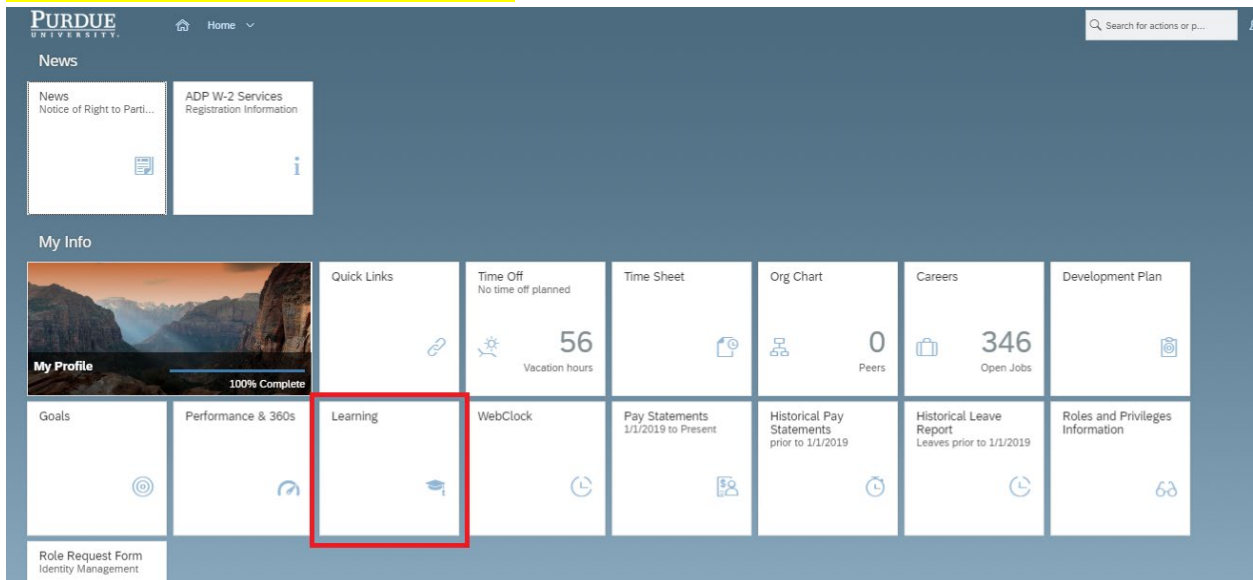 PURDUE
UNIVERSITY.
Home
Search for actions or p...
News
News
Notice of Right to Parti...
ADP W-2 Services
Registration Information
My Info
My Profile
100% Complete
Quick Links
Time Off
No time off planned
56
Vacation hours
Time Sheet
Org Chart
0
Peers
Careers
346
Open Jobs
Development Plan
Goals
Performance & 360s
Learning
WebClock
Pay Statements
1/1/2019 to Present
Historical Pay
Statements
prior to 1/1/2019
Historical Leave
Report
Leaves prior to 1/1/2019
Roles and Privileges
Information
Role Request Form
Identity Management